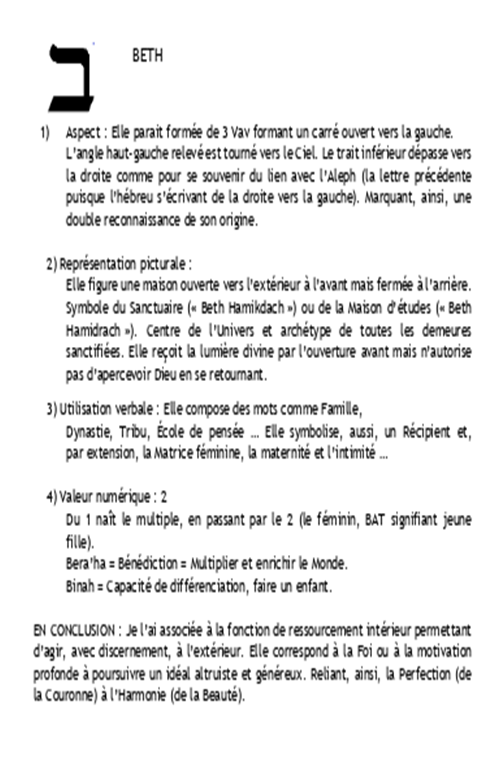 ב BETH
1) Aspect : Elle parait formée de 3 Vav formant un carré ouvert vers la gauche.
L'angle haut-gauche relevé est tourné vers le Ciel. Le trait inférieur dépasse vers
la droite comme pour se souvenir du lien avec l'Aleph (la lettre précédente
puisque l'hébreu s'écrivant de la droite vers la gauche). Marquant, ainsi, une
double reconnaissance de son origine.
2) Représentation picturale :
Elle figure une maison ouverte vers l'extérieur à l'avant mais fermée à l'arrière.
Symbole du Sanctuaire (« Beth Hamikdach ») ou de la Maison d'études (« Beth
Hamidrach »). Centre de l'Univers et archétype de toutes les demeures
sanctifiées. Elle reçoit la lumière divine par l'ouverture avant mais n'autorise
pas d'apercevoir Dieu en se retournant.
3) Utilisation verbale : Elle compose des mots comme Famille,
Dynastie, Tribu, École de pensée ... Elle symbolise, aussi, un Récipient et,
par extension, la Matrice féminine, la maternité et l'intimité ...
4) Valeur numérique : 2
Du 1 naît le multiple, en passant par le 2 (le féminin, BAT signifiant jeune
fille).
Bera'ha = Bénédiction = Multiplier et enrichir le Monde.
Binah = Capacité de différenciation, faire un enfant.
EN CONCLUSION : Je l'ai associée à la fonction de ressourcement intérieur permettant
d'agir, avec discernement, à l'extérieur. Elle correspond à la Foi ou à la motivation
profonde à poursuivre un idéal altruiste et généreux. Reliant, ainsi, la Perfection (de
la Couronne) à l'Harmonie (de la Beauté).